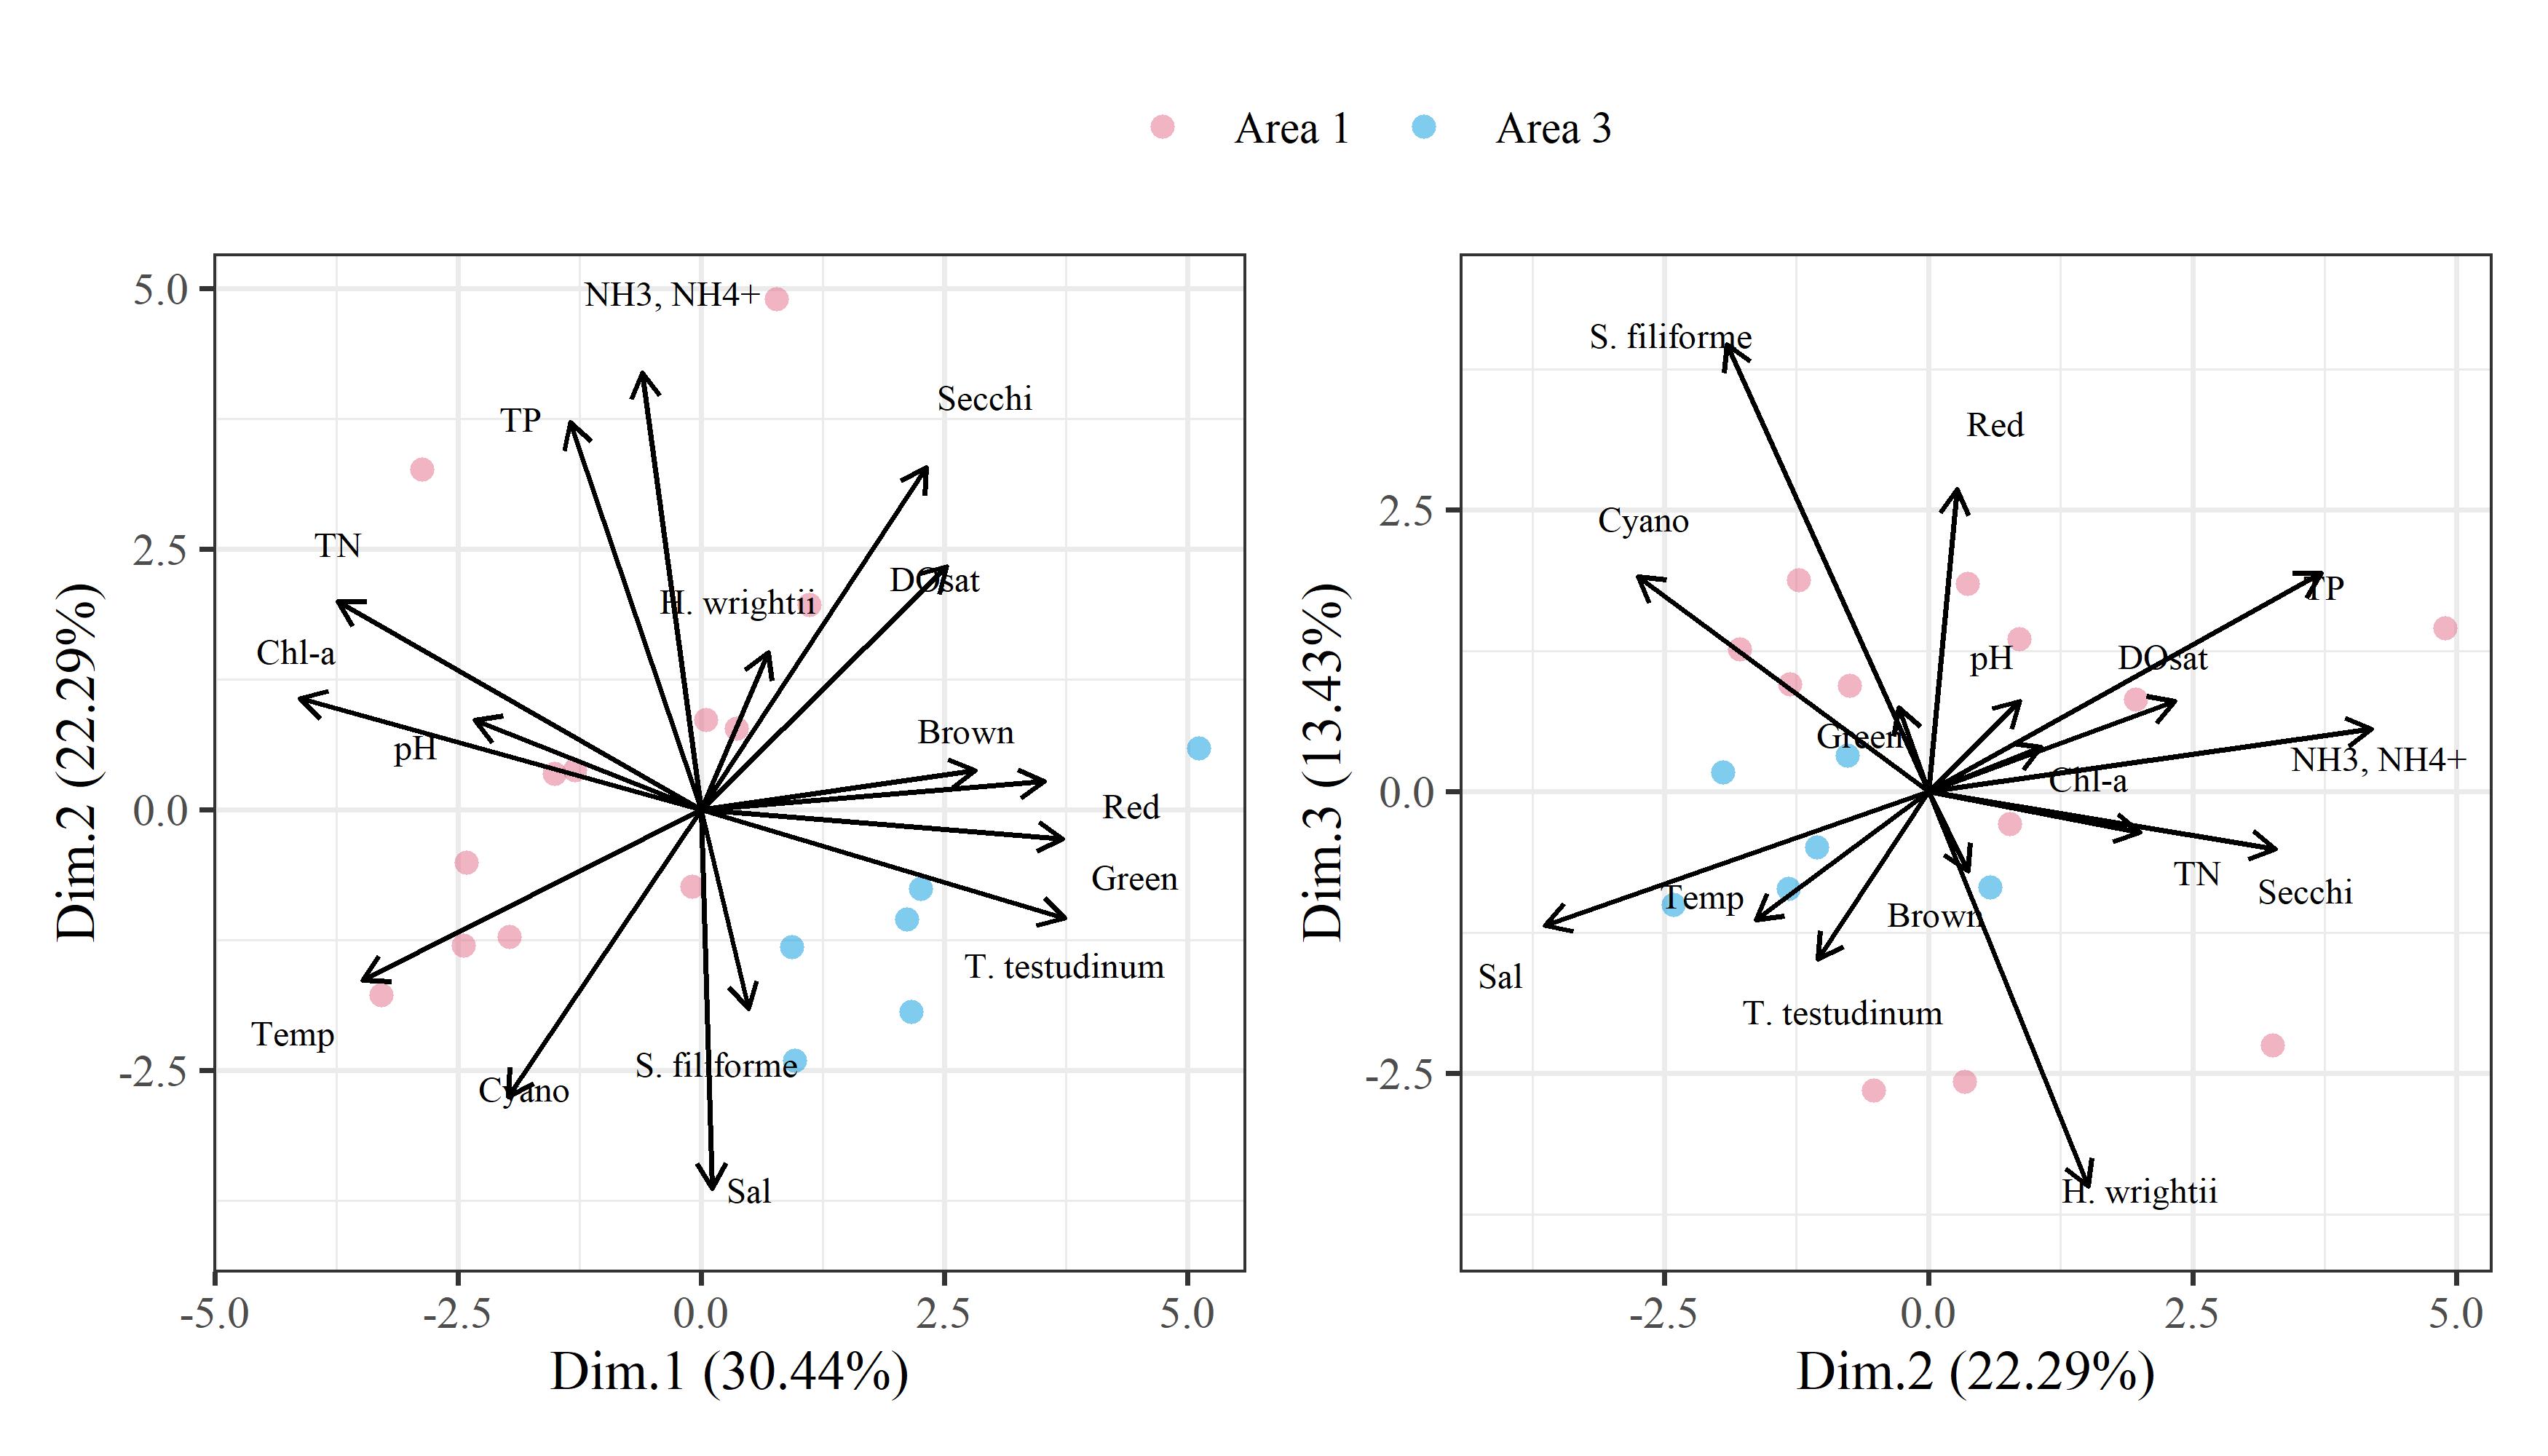 Area 1 Area 3
5.0
2.5
0.0
-2.5
Dim.2 (22.29%)
NH3, NH4+
Secchi
TP
TN
DOsat
H. wrightii
Chl-a
Brown
pH
Red
Green
T. testudinum
Temp
S. filiforme
Cyano
Sal
-5.0 -2.5 0.0 2.5 5.0
Dim.1 (30.44%)
2.5
0.0
-2.5
Dim.3 (13.43%)
S. filiforme
Red
Cyano
TP
pH
DOsat
Green
NH3, NH4+
Chl-a
TN
Secchi
Temp
Brown
Sal
T. testudinum
H. wrightii
-2.5 0.0 2.5 5.0
Dim.2 (22.29%)